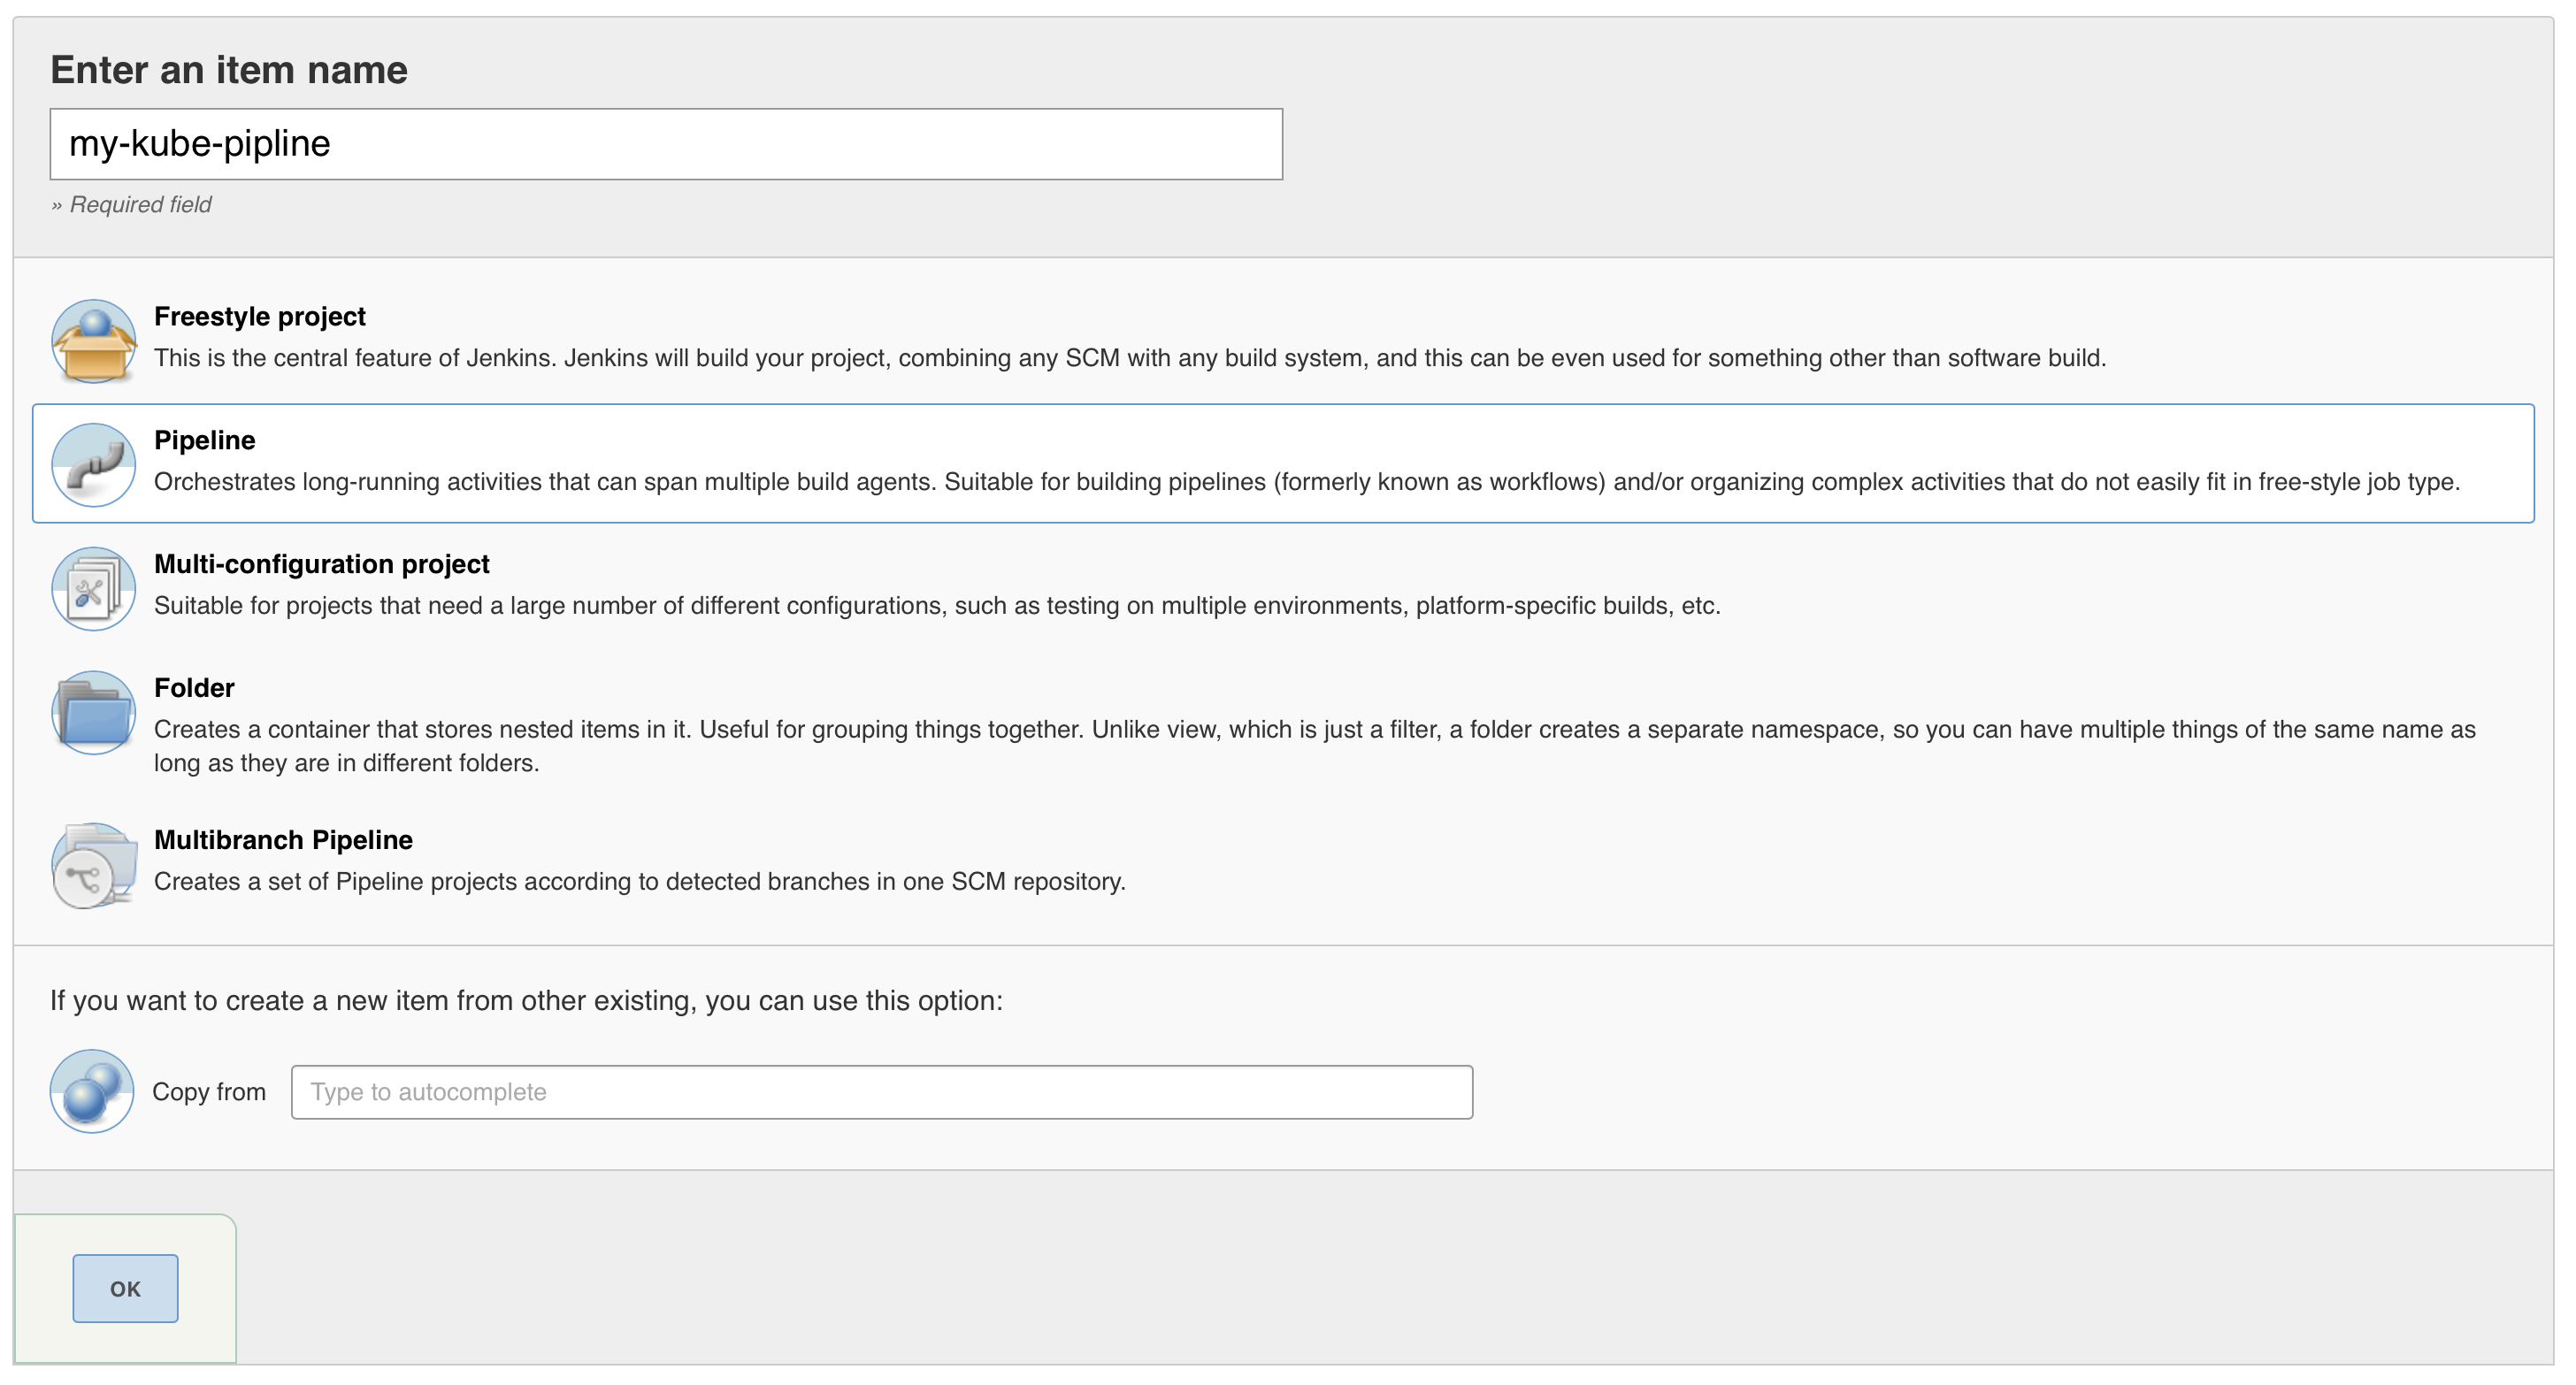 Enter an item name
my-kube-pipline
» Required field
Freestyle project
This is the central feature of Jenkins. Jenkins will build your project, combining any SCM with any build system, and this can be even used for something other than software build.
Pipeline
Orchestrates long-running activities that can span multiple build agents. Suitable for building pipelines (formerly known as workflows) and/or organizing complex activities that do not easily fit in free-style job type.
Multi-configuration project
Suitable for projects that need a large number of different configurations, such as testing on multiple environments, platform-specific builds, etc.
Folder
Creates a container that stores nested items in it. Useful for grouping things together. Unlike view, which is just a filter, a folder creates a separate namespace, so you can have multiple things of the same name as
long as they are in different folders.
Multibranch Pipeline
Creates a set of Pipeline projects according to detected branches in one SCM repository.
If you want to create a new item from other existing, you can use this option:
Copy from Type to autocomplete
OK